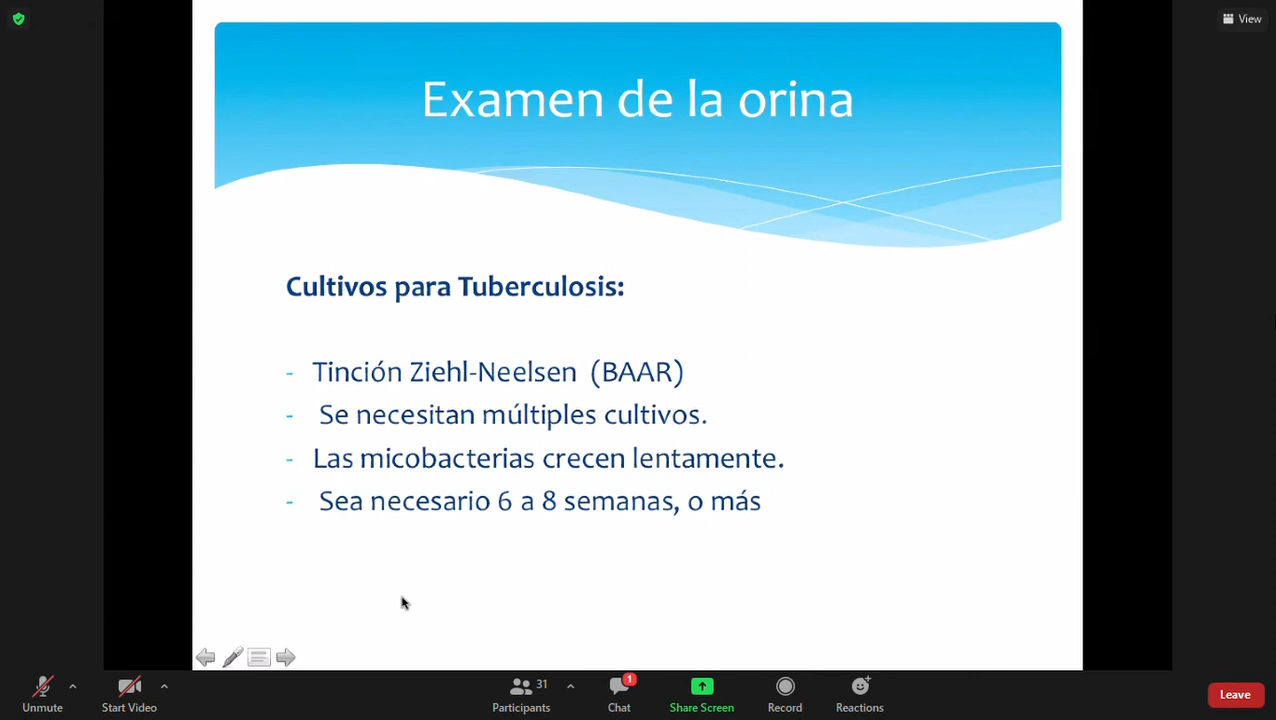 View
Examen de la orina
Cultivos para Tuberculosis:
- Tinción Ziehl-Neelsen (BAAR)
- Se necesitan múltiples cultivos.
- Las micobacterias crecen lentamente.
- Sea necesario 6 a 8 semanas, o más
Unmute
Start Video
31
Participants
1
Chat
Share Screen
Record
Reactions
Leave